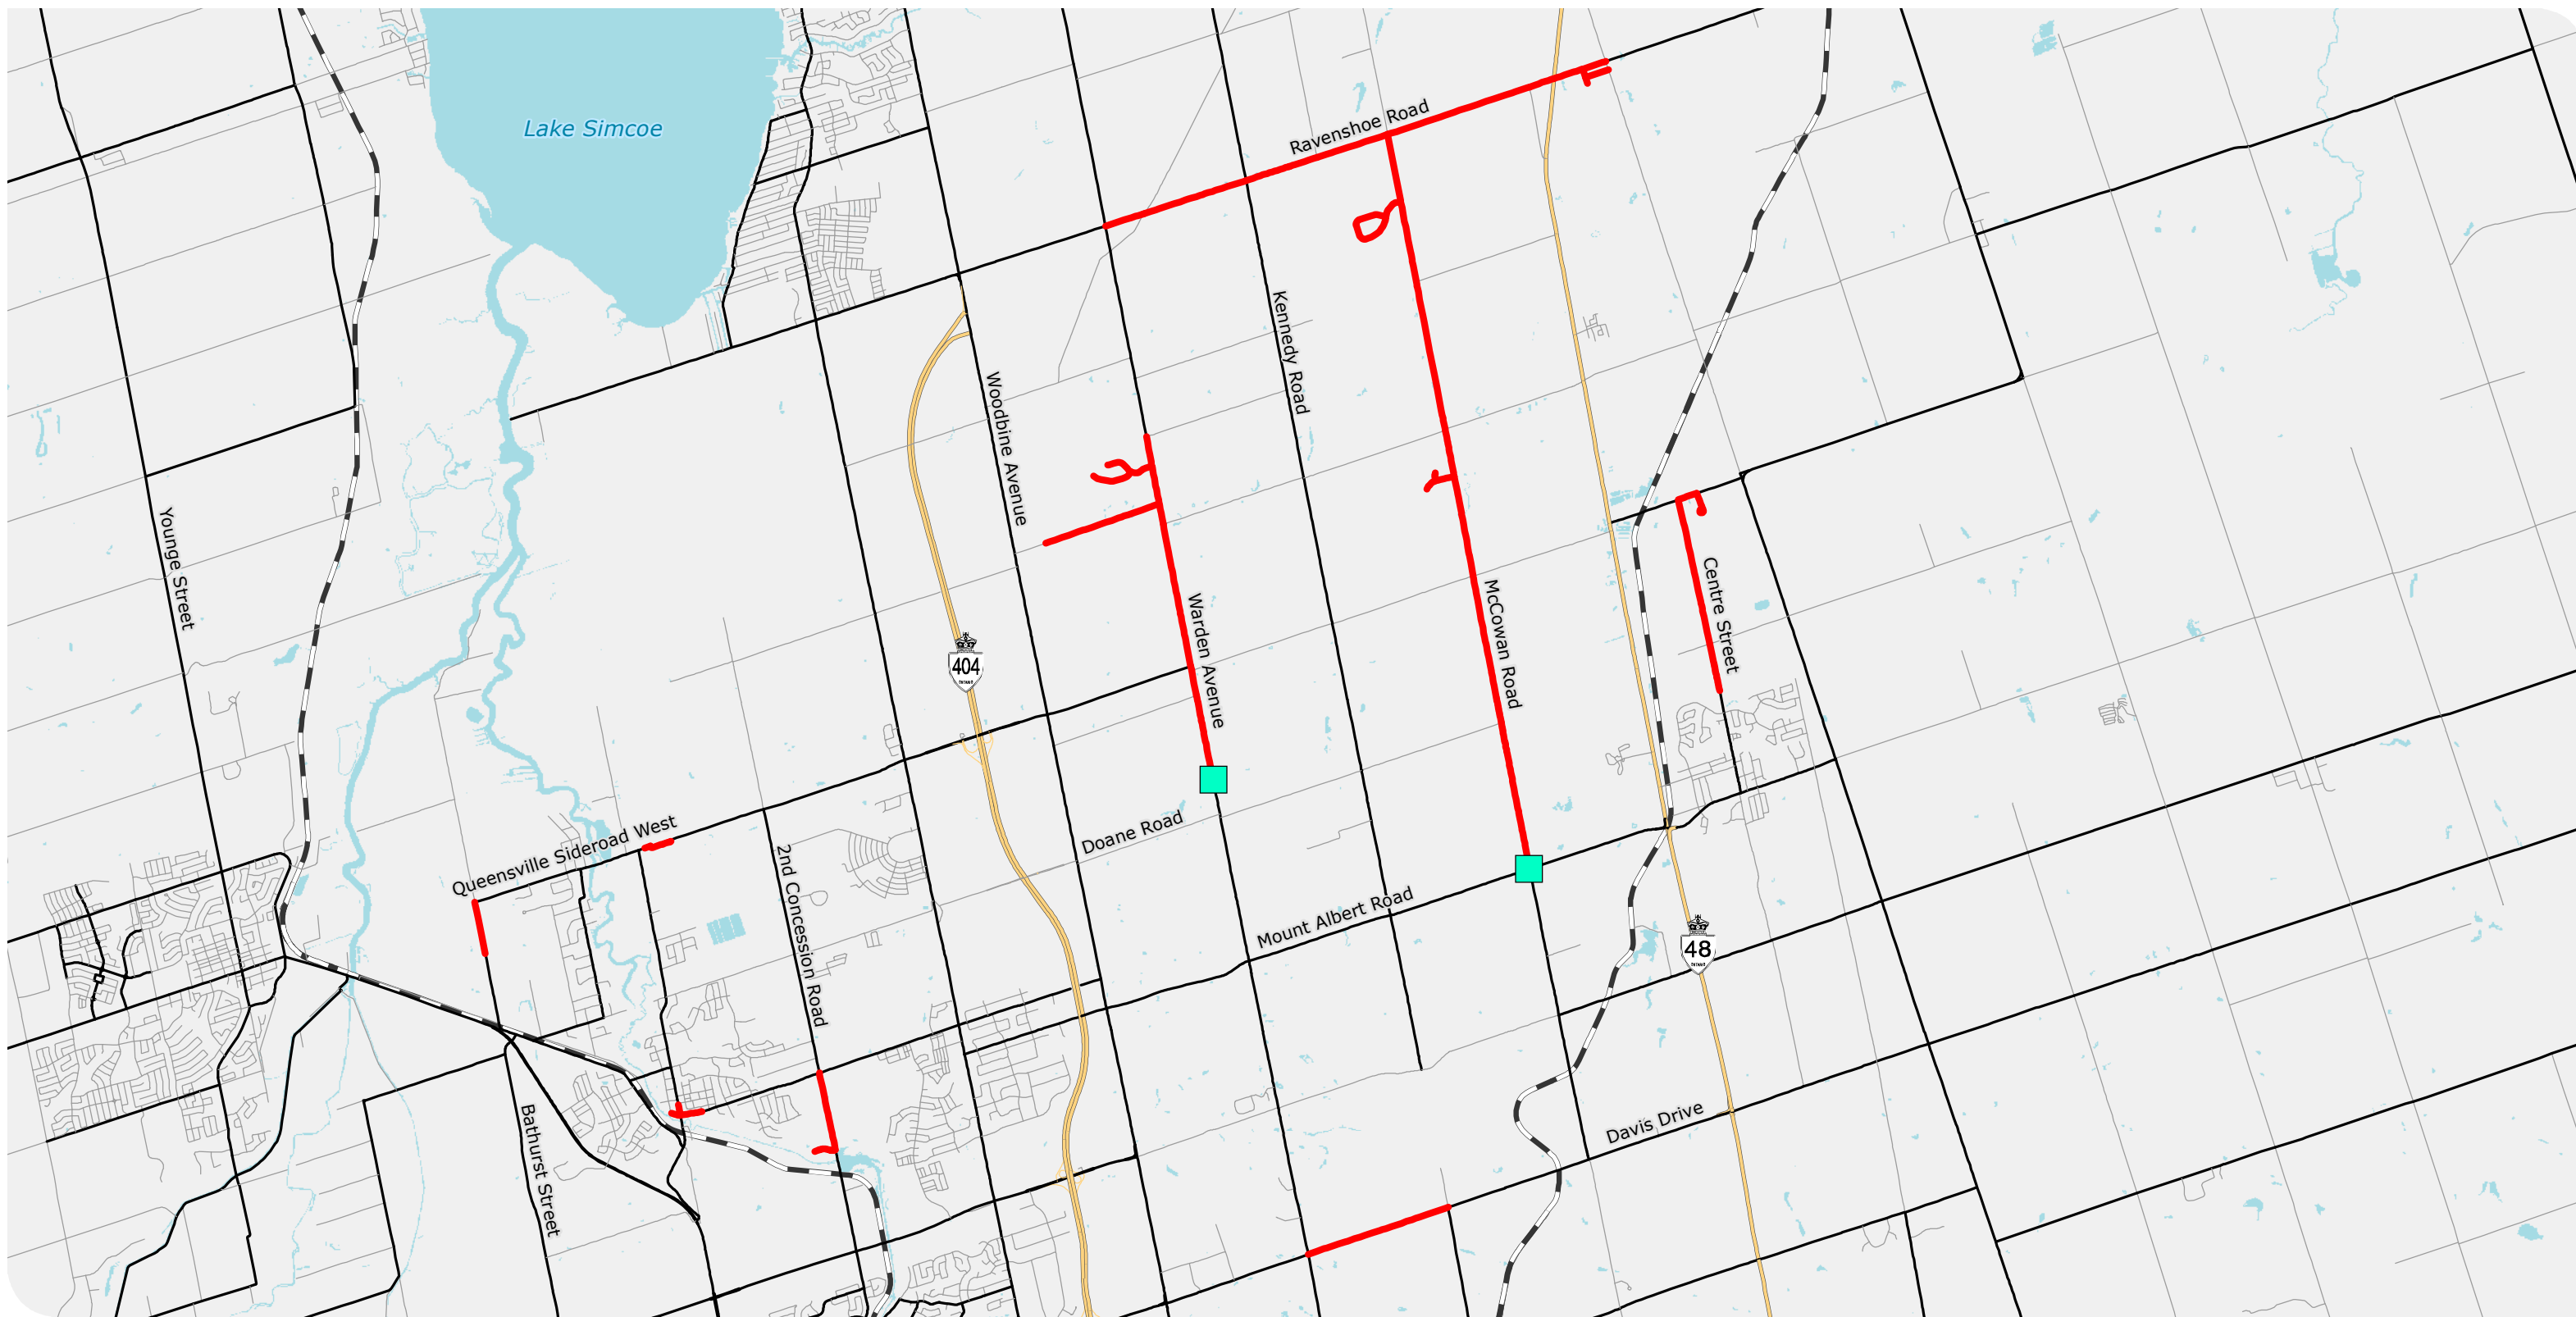 Lake Simcoe
Ravenshoe Road
Kennedy Road
Woodbine Avenue
Younge Street
Centre Street
McCowan Road
Warden Avenue
404
Doane Road
Queensville Sideroad West
2nd Concession Road
Mount Albert Road
48
Bathurst Street
Davis Drive